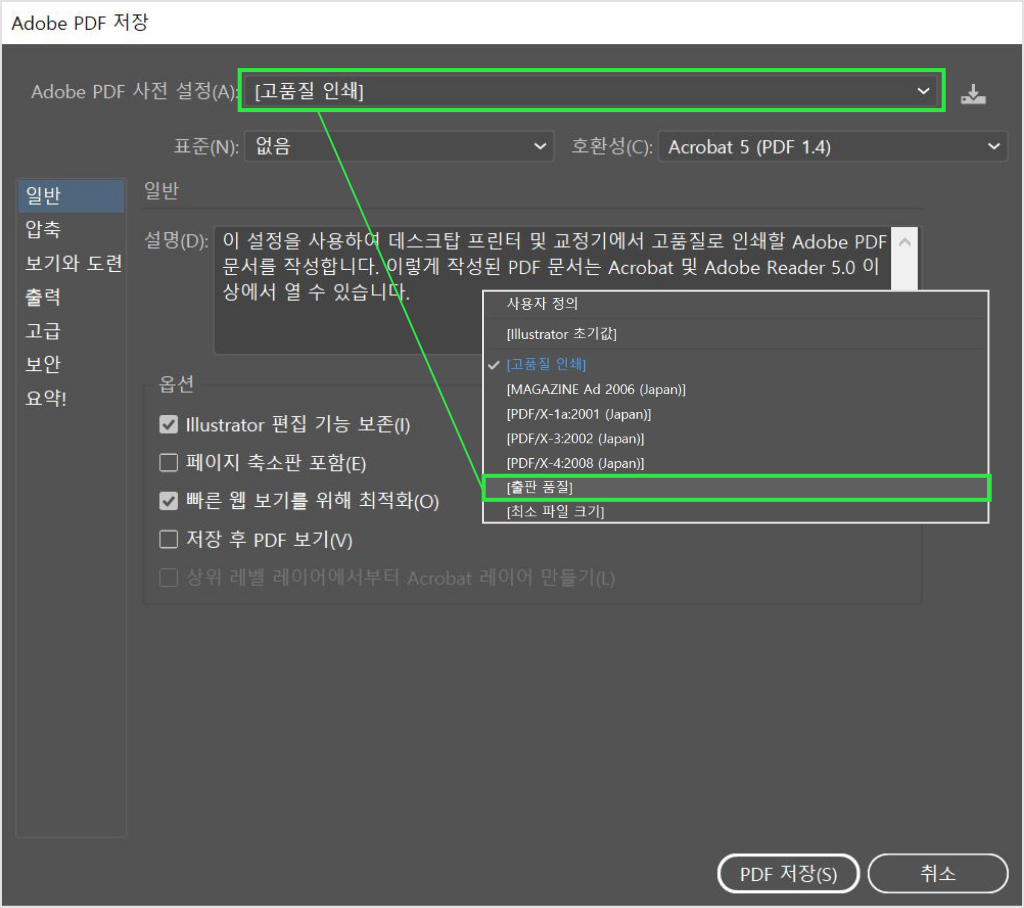 Adobe PDF 저장
Adobe PDF 사전 설정(A):
[고품질 인쇄]
표준(N):
없음
호환성(C):
Acrobat 5 (PDF 1.4)
일반
압축
보기와 도련
출력
고급
보안
요약!
일반
설명(D):
이 설정을 사용하여 데스크탑 프린터 및 교정기에서 고품질로 인쇄할 Adobe PDF
문서를 작성합니다. 이렇게 작성된 PDF 문서는 Acrobat 및 Adobe Reader 5.0 이
상에서 열 수 있습니다.
사용자 정의
[Illustrator 초기값]
[고품질 인쇄]
[MAGAZINE Ad 2006 (Japan)]
[PDF/X-1a:2001 (Japan)]
[PDF/X-3:2002 (Japan)]
[PDF/X-4:2008 (Japan)]
[출판 품질]
[최소 파일 크기]
옵션
Illustrator 편집 기능 보존(I)
페이지 축소판 포함(E)
빠른 웹 보기를 위해 최적화(O)
저장 후 PDF 보기(V)
상위 레벨 레이어에서부터 Acrobat 레이어 만들기(L)
PDF 저장(S)
취소